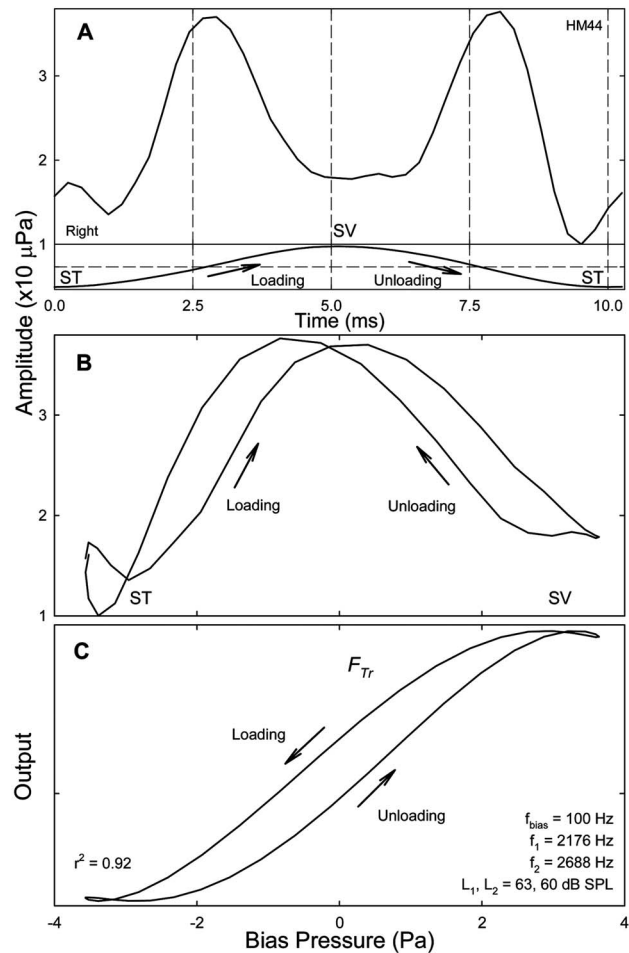 A
HM44
3
2
Right
1
SV
ST
Loading
Unloading
ST
0.0
2.5
5.0
7.5
10.0
Time (ms)
Amplitude (x10 μPa)
B
3
Loading
Unloading
2
ST
SV
1
C
F_Tr
Loading
Unloading
Output
r² = 0.92
f_bias = 100 Hz
f₁ = 2176 Hz
f₂ = 2688 Hz
L₁, L₂ = 63, 60 dB SPL
-4
-2
0
2
4
Bias Pressure (Pa)